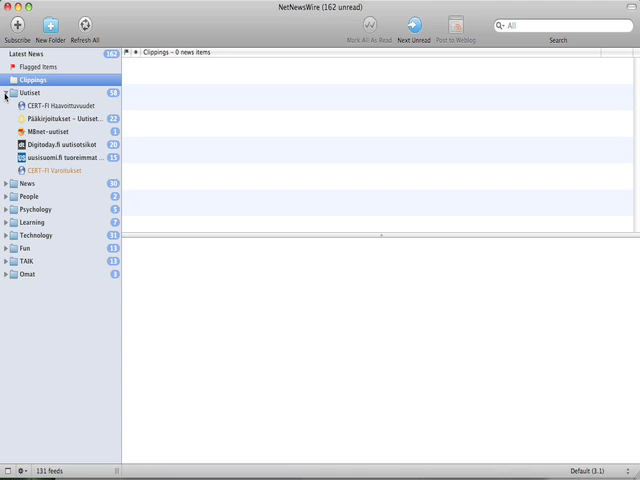 NetNewsWire (162 unread)
Subscribe
New Folder
Refresh All
Mark All As Read
Next Unread
Post to Weblog
All
Search
Latest News 162
Flagged Items
Clippings
Uutiset 58
CERT-FI Haavoittuvuudet
Pääkirjoitukset - Uutiset... 22
MBnet-uutiset 1
dt Digitoday.fi uutisotsikot 20
US uusisuomi.fi tuoreimmat ... 15
CERT-FI Varoitukset
News 30
People 2
Psychology 5
Learning 7
Technology 31
Fun 13
TAIK 13
Omat 3
Clippings – 0 news items
131 feeds
Default (3.1)